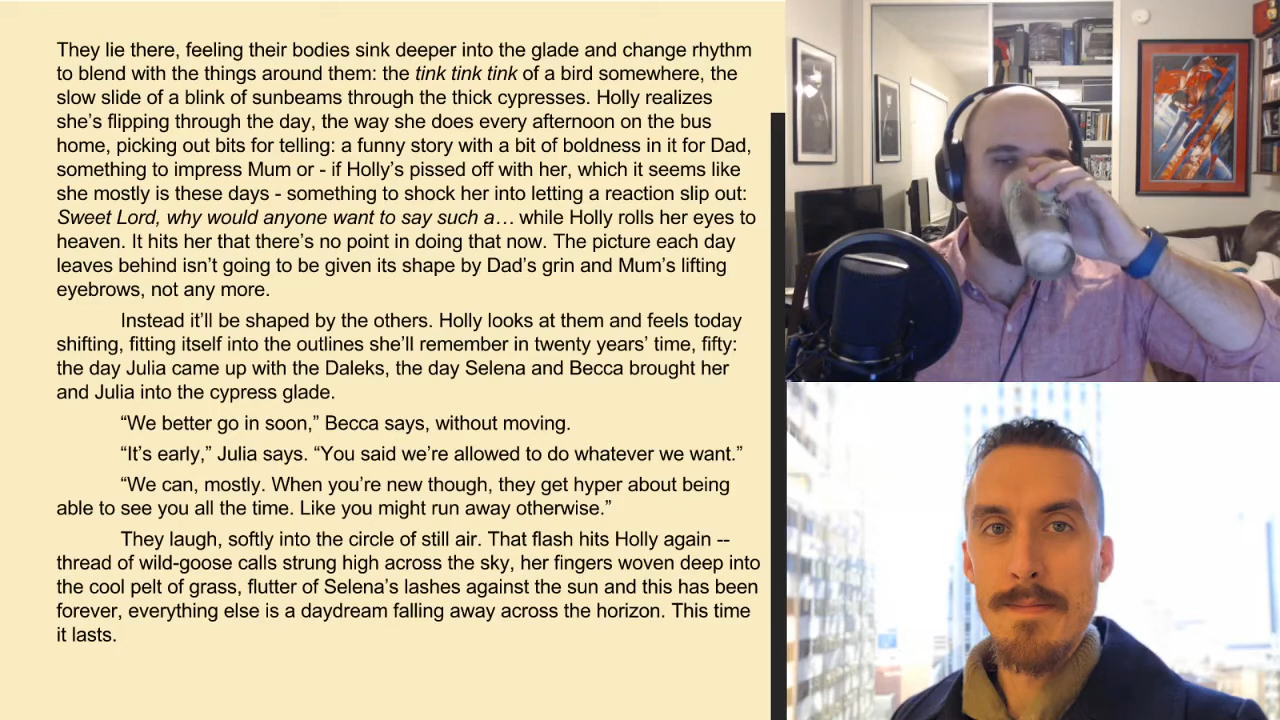 They lie there, feeling their bodies sink deeper into the glade and change rhythm
to blend with the things around them: the tink tink tink of a bird somewhere, the
slow slide of a blink of sunbeams through the thick cypresses. Holly realizes
she’s flipping through the day, the way she does every afternoon on the bus
home, picking out bits for telling: a funny story with a bit of boldness in it for Dad,
something to impress Mum or - if Holly’s pissed off with her, which it seems like
she mostly is these days - something to shock her into letting a reaction slip out:
Sweet Lord, why would anyone want to say such a… while Holly rolls her eyes to
heaven. It hits her that there’s no point in doing that now. The picture each day
leaves behind isn’t going to be given its shape by Dad’s grin and Mum’s lifting
eyebrows, not any more.
Instead it’ll be shaped by the others. Holly looks at them and feels today
shifting, fitting itself into the outlines she’ll remember in twenty years’ time, fifty:
the day Julia came up with the Daleks, the day Selena and Becca brought her
and Julia into the cypress glade.
“We better go in soon,” Becca says, without moving.
“It’s early,” Julia says. “You said we’re allowed to do whatever we want.”
“We can, mostly. When you’re new though, they get hyper about being
able to see you all the time. Like you might run away otherwise.”
They laugh, softly into the circle of still air. That flash hits Holly again --
thread of wild-goose calls strung high across the sky, her fingers woven deep into
the cool pelt of grass, flutter of Selena’s lashes against the sun and this has been
forever, everything else is a daydream falling away across the horizon. This time
it lasts.